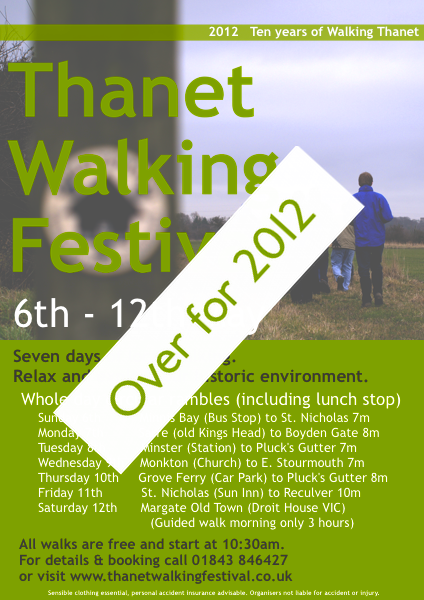 2012 Ten years of Walking Thanet
Thanet
Walking
Festiv
6th - 12
Over for 2012
Seven days
Relax and historic environment.
Whole rambles (including lunch stop)
Bay (Bus Stop) to St. Nicholas 7m
Monday (old Kings Head) to Boyden Gate 8m
Tuesday Minster (Station) to Pluck's Gutter 7m
Wednesday Monkton (Church) to E. Stourmouth 7m
Thursday 10th Grove Ferry (Car Park) to Pluck's Gutter 8m
Friday 11th St. Nicholas (Sun Inn) to Reculver 10m
Saturday 12th Margate Old Town (Droit House VIC)
(Guided walk morning only 3 hours)
All walks are free and start at 10:30am.
For details & booking call 01843 846427
or visit www.thanetwalkingfestival.co.uk
Sensible clothing essential, personal accident insurance advisable. Organisers not liable for accident or injury.